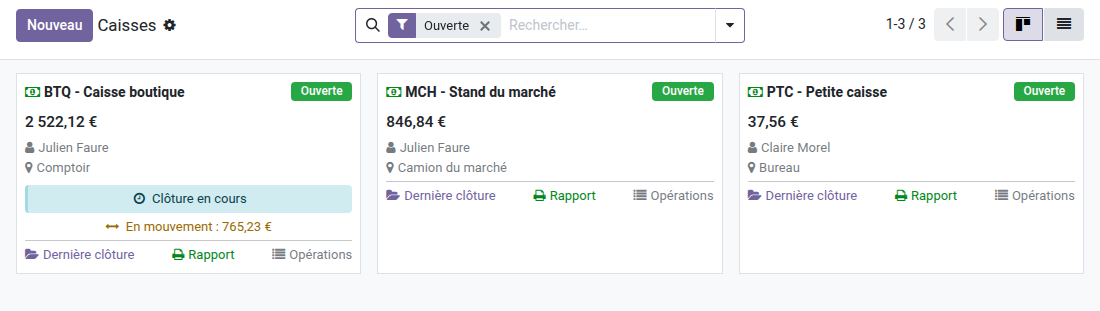 Nouveau Caisses Ouverte Rechercher... 1-3 / 3
BTQ - Caisse boutique Ouverte
2 522,12 €
Julien Faure
Comptoir
Clôture en cours
En mouvement : 765,23 €
Dernière clôture Rapport Opérations
MCH - Stand du marché Ouverte
846,84 €
Julien Faure
Camion du marché
Dernière clôture Rapport Opérations
PTC - Petite caisse Ouverte
37,56 €
Claire Morel
Bureau
Dernière clôture Rapport Opérations